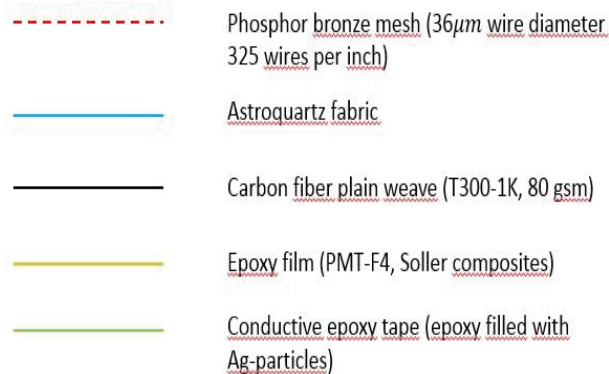 Phosphor bronze mesh (36μm wire diameter
325 wires per inch)
Astroquartz fabric
Carbon fiber plain weave (T300-1K, 80 gsm)
Epoxy film (PMT-F4, Soller composites)
Conductive epoxy tape (epoxy filled with
Ag-particles)